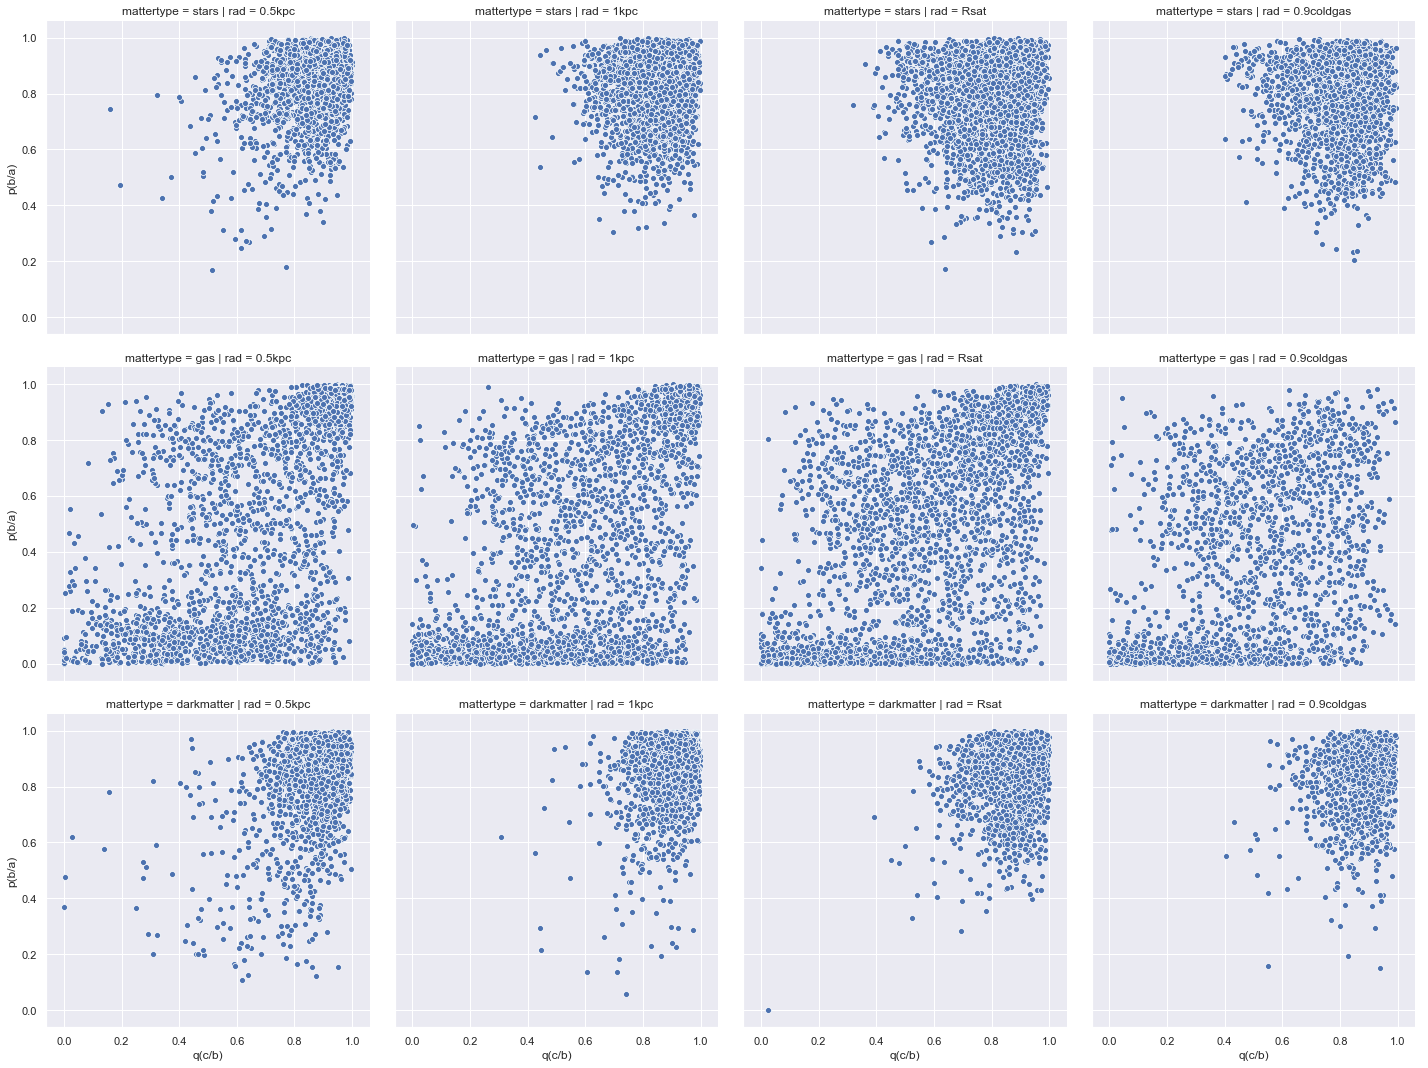 mattertype = stars | rad = 0.5kpc
mattertype = stars | rad = 1kpc
mattertype = stars | rad = Rsat
mattertype = stars | rad = 0.9coldgas
1.0
0.8
0.6
0.4
0.2
0.0
p(b/a)
mattertype = gas | rad = 0.5kpc
mattertype = gas | rad = 1kpc
mattertype = gas | rad = Rsat
mattertype = gas | rad = 0.9coldgas
1.0
0.8
0.6
0.4
0.2
0.0
p(b/a)
mattertype = darkmatter | rad = 0.5kpc
mattertype = darkmatter | rad = 1kpc
mattertype = darkmatter | rad = Rsat
mattertype = darkmatter | rad = 0.9coldgas
1.0
0.8
0.6
0.4
0.2
0.0
p(b/a)
0.0 0.2 0.4 0.6 0.8 1.0
q(c/b)
0.0 0.2 0.4 0.6 0.8 1.0
q(c/b)
0.0 0.2 0.4 0.6 0.8 1.0
q(c/b)
0.0 0.2 0.4 0.6 0.8 1.0
q(c/b)